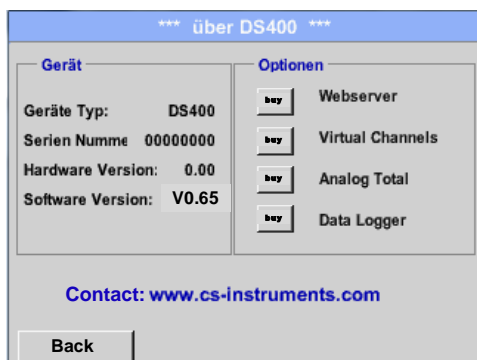 *** über DS400 ***
Gerät
Geräte Typ: DS400
Serien Numme 00000000
Hardware Version: 0.00
Software Version: V0.65
Optionen
buy Webserver
buy Virtual Channels
buy Analog Total
buy Data Logger
Contact: www.cs-instruments.com
Back